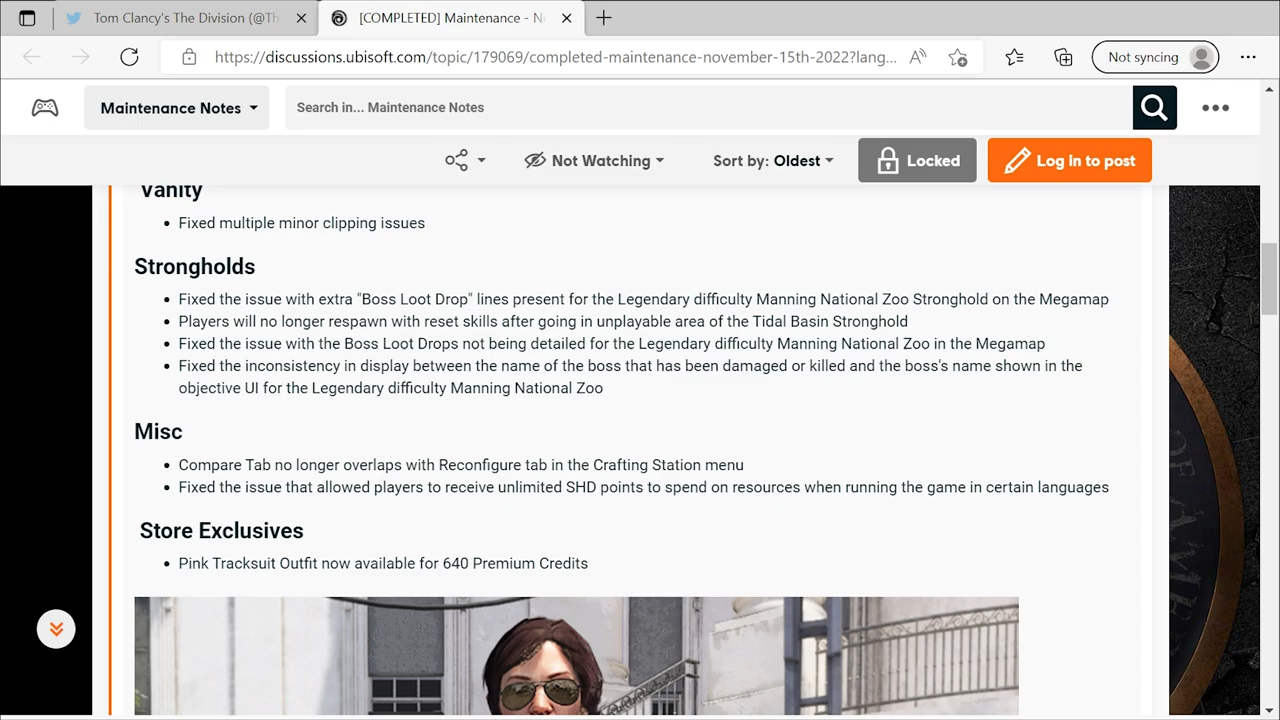 Tom Clancy's The Division (@Th
[COMPLETED] Maintenance - N
https://discussions.ubisoft.com/topic/179069/completed-maintenance-november-15th-2022?lang...
Not syncing
Maintenance Notes
Search in... Maintenance Notes
Not Watching
Sort by: Oldest
Locked
Log in to post
Vanity
• Fixed multiple minor clipping issues
Strongholds
• Fixed the issue with extra "Boss Loot Drop" lines present for the Legendary difficulty Manning National Zoo Stronghold on the Megamap
• Players will no longer respawn with reset skills after going in unplayable area of the Tidal Basin Stronghold
• Fixed the issue with the Boss Loot Drops not being detailed for the Legendary difficulty Manning National Zoo in the Megamap
• Fixed the inconsistency in display between the name of the boss that has been damaged or killed and the boss's name shown in the
objective UI for the Legendary difficulty Manning National Zoo
Misc
• Compare Tab no longer overlaps with Reconfigure tab in the Crafting Station menu
• Fixed the issue that allowed players to receive unlimited SHD points to spend on resources when running the game in certain languages
Store Exclusives
• Pink Tracksuit Outfit now available for 640 Premium Credits